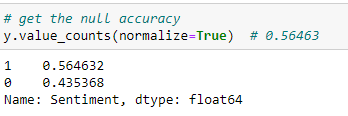 # get the null accuracy
y.value_counts(normalize=True)  # 0.56463
1    0.564632
0    0.435368
Name: Sentiment, dtype: float64